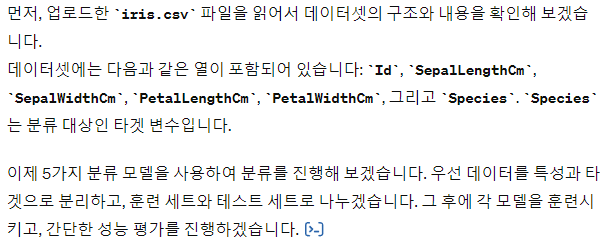 먼저, 업로드한 `iris.csv` 파일을 읽어서 데이터셋의 구조와 내용을 확인해 보겠습
니다.
데이터셋에는 다음과 같은 열이 포함되어 있습니다: `Id`, `SepalLengthCm`,
`SepalWidthCm`, `PetalLengthCm`, `PetalWidthCm`, 그리고 `Species`. `Species`
는 분류 대상인 타겟 변수입니다.
이제 5가지 분류 모델을 사용하여 분류를 진행해 보겠습니다. 우선 데이터를 특성과 타
겟으로 분리하고, 훈련 세트와 테스트 세트로 나누겠습니다. 그 후에 각 모델을 훈련시
키고, 간단한 성능 평가를 진행하겠습니다. [>-]